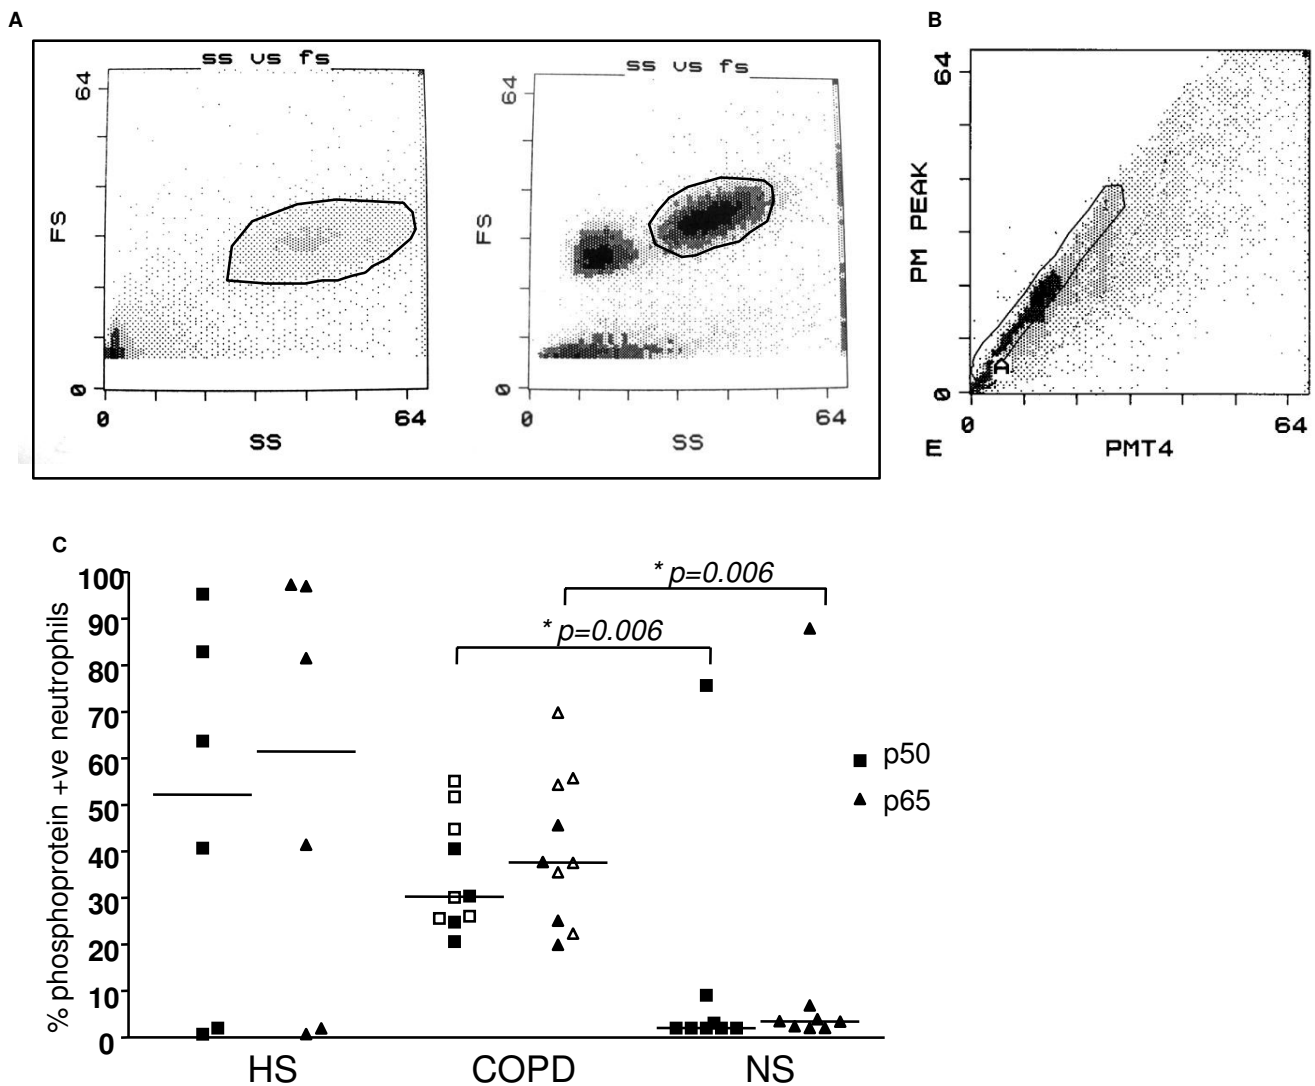 A
B
ss vs fs
ss vs fs
64
FS
0
0
64
SS
64
FS
0
0
64
SS
64
PM PEAK
0
A
0
64
E
PMT4
C
% phosphoprotein +ve neutrophils
100
90
80
70
60
50
40
30
20
10
0
* p=0.006
* p=0.006
p50
p65
HS
COPD
NS